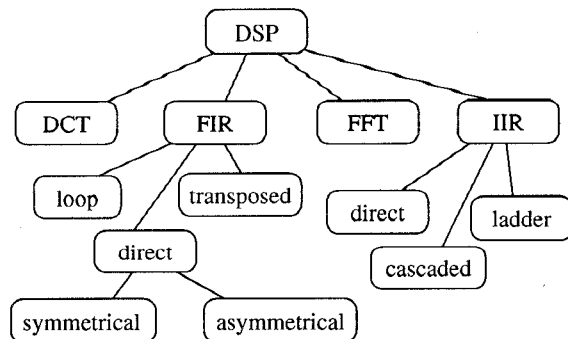 DSP
DCT
FIR
FFT
IIR
loop
transposed
direct
ladder
direct
cascaded
symmetrical
asymmetrical